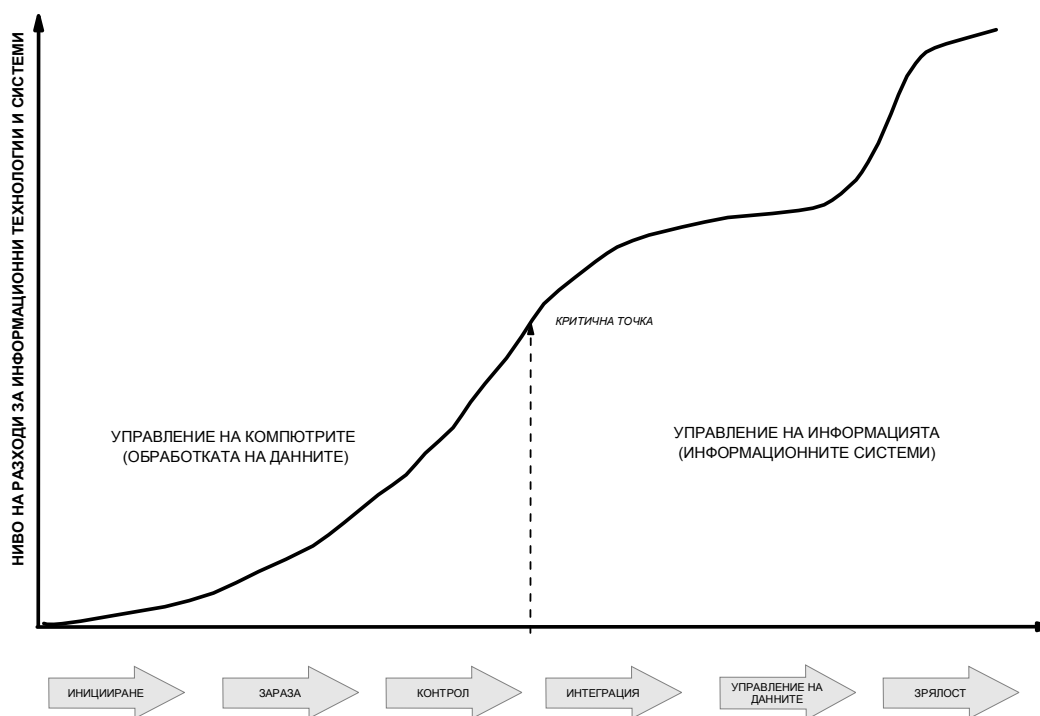 НИВО НА РАЗХОДИ ЗА ИНФОРМАЦИОННИ ТЕХНОЛОГИИ И СИСТЕМИ
КРИТИЧНА ТОЧКА
УПРАВЛЕНИЕ НА КОМПЮТРИТЕ
(ОБРАБОТКАТА НА ДАННИТЕ)
УПРАВЛЕНИЕ НА ИНФОРМАЦИЯТА
(ИНФОРМАЦИОННИТЕ СИСТЕМИ)
ИНИЦИИРАНЕ
ЗАРАЗА
КОНТРОЛ
ИНТЕГРАЦИЯ
УПРАВЛЕНИЕ НА
ДАННИТЕ
ЗРЯЛОСТ